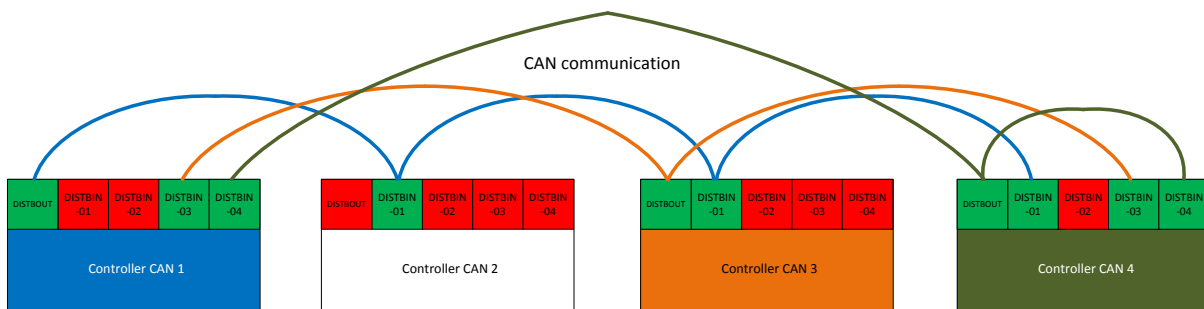 CAN communication
DISTBOUT
DISTBIN
-01
DISTBIN
-02
DISTBIN
-03
DISTBIN
-04
DISTBOUT
DISTBIN
-01
DISTBIN
-02
DISTBIN
-03
DISTBIN
-04
DISTBOUT
DISTBIN
-01
DISTBIN
-02
DISTBIN
-03
DISTBIN
-04
DISTBOUT
DISTBIN
-01
DISTBIN
-02
DISTBIN
-03
DISTBIN
-04
Controller CAN 1
Controller CAN 2
Controller CAN 3
Controller CAN 4